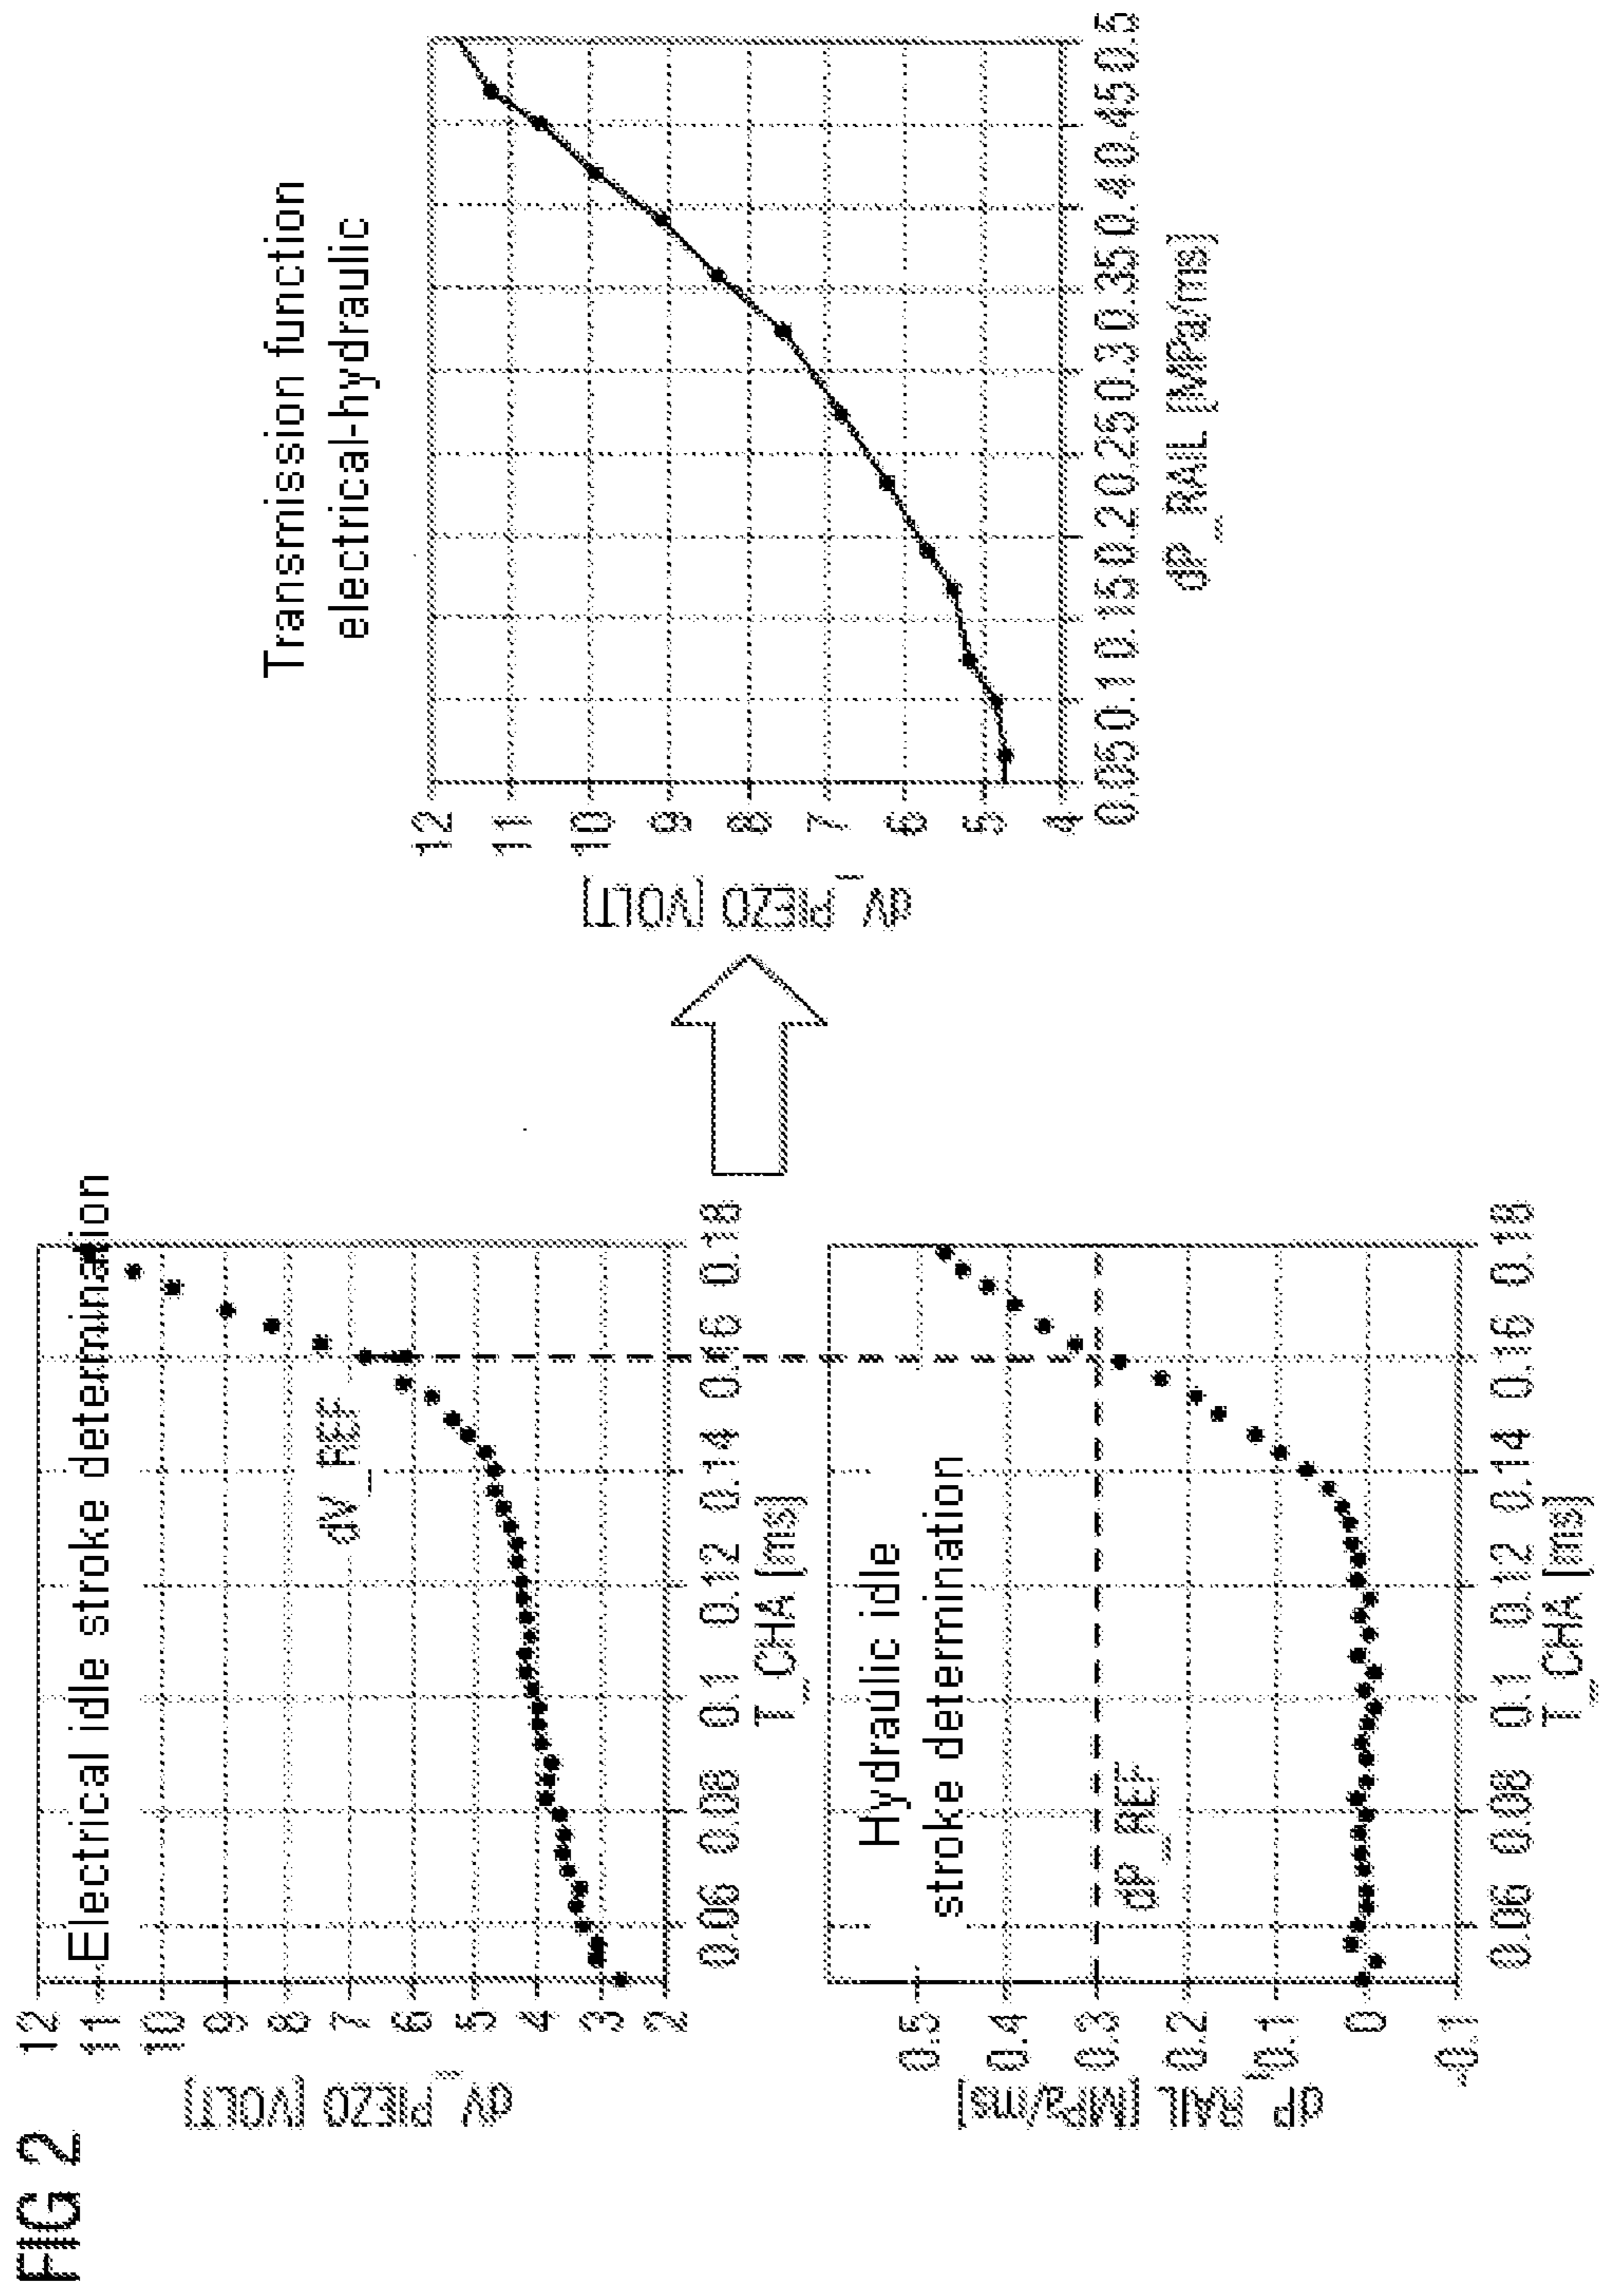 FIG 2
Electrical idle stroke determination
dV_PIEZO [VOLT]
12
11
10
9
8
7
6
5
4
3
2
dV_REF
0.06 0.08 0.1 0.12 0.14 0.16 0.18
T_CHA [ms]
Hydraulic idle
stroke determination
dP_RAIL [MPa/ms]
0.5
0.4
0.3
0.2
0.1
0
-0.1
dP_REF
0.06 0.08 0.1 0.12 0.14 0.16 0.18
T_CHA [ms]
Transmission function
electrical-hydraulic
dV_PIEZO [VOLT]
12
11
10
9
8
7
6
5
4
0.05 0.1 0.15 0.2 0.25 0.3 0.35 0.4 0.45 0.5
dP_RAIL [MPa/ms]